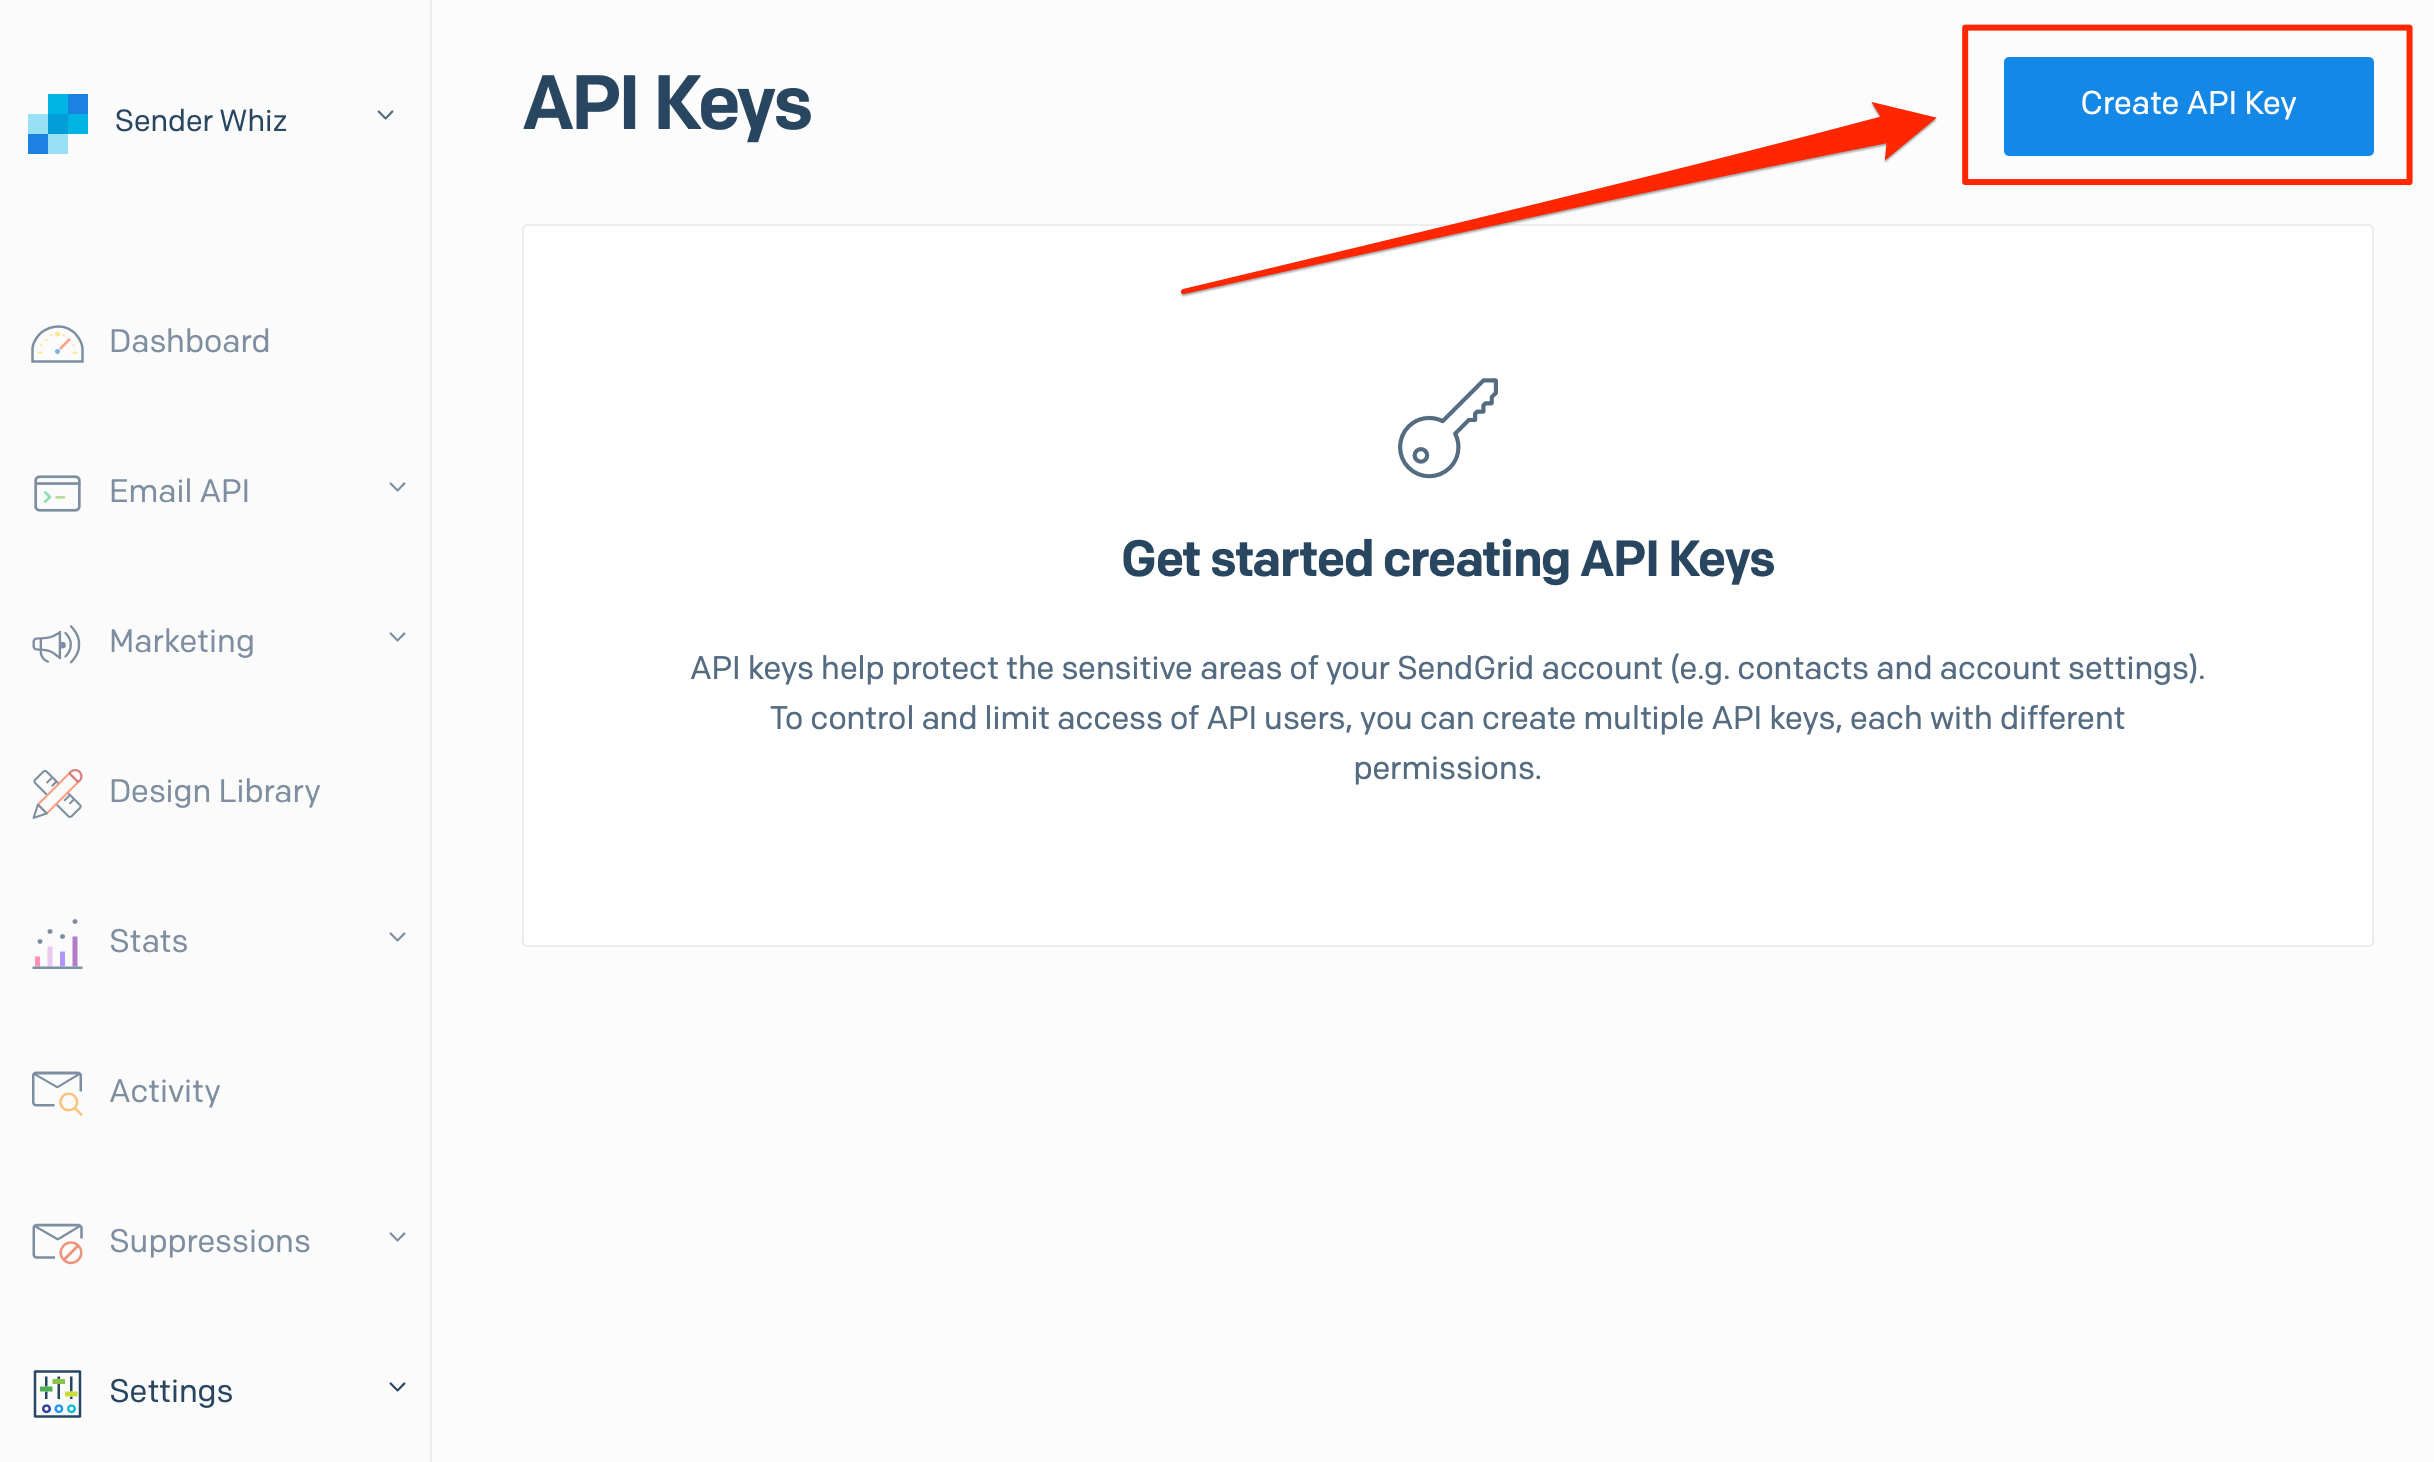 Sender Whiz
Dashboard
Email API
Marketing
Design Library
Stats
Activity
Suppressions
Settings
API Keys
Create API Key
Get started creating API Keys
API keys help protect the sensitive areas of your SendGrid account (e.g. contacts and account settings).
To control and limit access of API users, you can create multiple API keys, each with different
permissions.